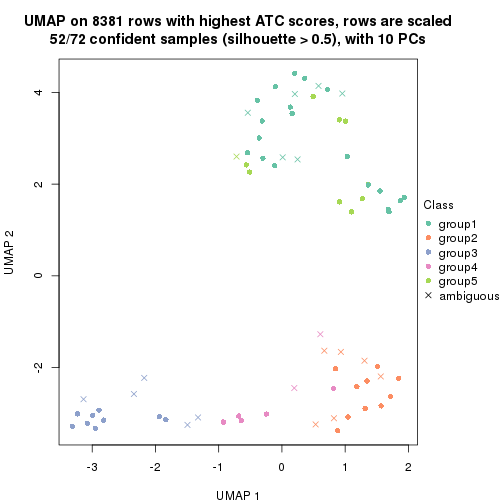 UMAP on 8381 rows with highest ATC scores, rows are scaled
52/72 confident samples (silhouette > 0.5), with 10 PCs
4
2
0
-2
UMAP 2
-3
-2
-1
0
1
2
UMAP 1
Class
group1
group2
group3
group4
group5
ambiguous